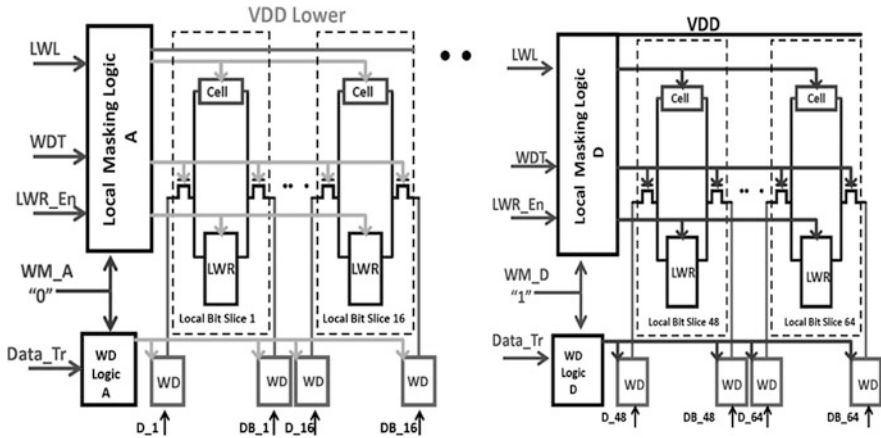 VDD Lower
LWL
Local Masking Logic A
Cell
Cell
WDT
LWR_En
LWR
LWR
WM_A
"0"
Local Bit Slice 1
Local Bit Slice 16
Data_Tr
WD Logic A
WD
WD
WD
WD
D_1
DB_1
D_16
DB_16
VDD
LWL
Local Masking Logic D
Cell
Cell
WDT
LWR_En
LWR
LWR
WM_D
"1"
Local Bit Slice 48
Local Bit Slice 64
Data_Tr
WD Logic D
WD
WD
WD
WD
D_48
DB_48
D_64
DB_64